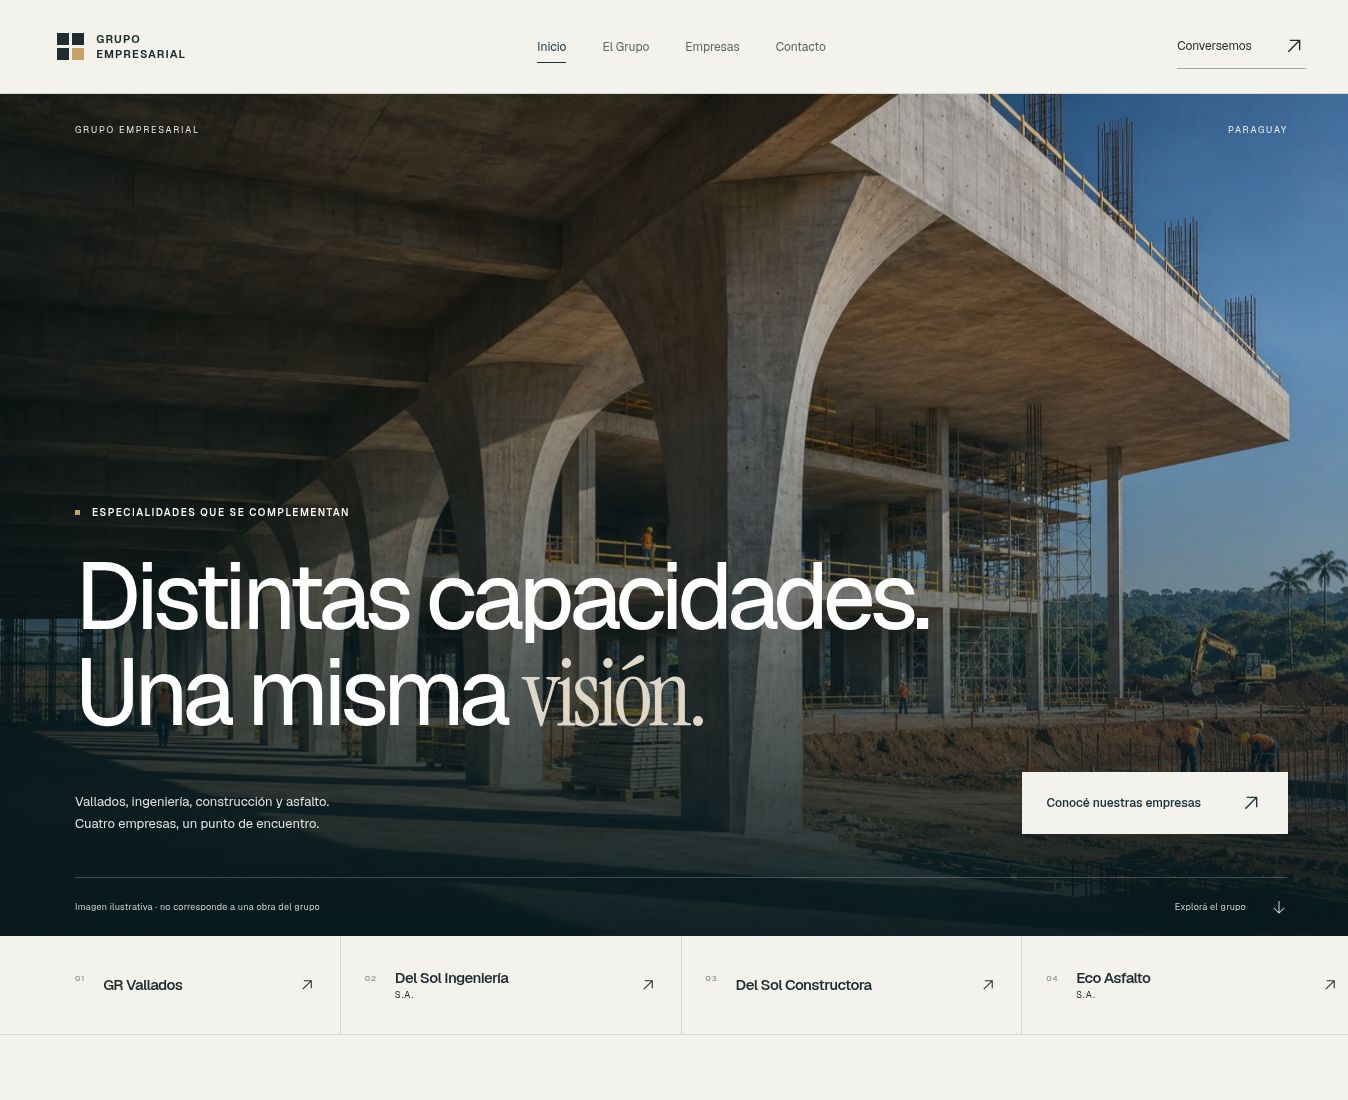 GRUPO
EMPRESARIAL
Inicio
El Grupo
Empresas
Contacto
Conversemos
GRUPO EMPRESARIAL
PARAGUAY
ESPECIALIDADES QUE SE COMPLEMENTAN
Distintas capacidades.
Una misma visión.
Vallados, ingeniería, construcción y asfalto.
Cuatro empresas, un punto de encuentro.
Conocé nuestras empresas
Imagen ilustrativa · no corresponde a una obra del grupo
Explorá el grupo
01
GR Vallados
02
Del Sol Ingeniería
S.A.
03
Del Sol Constructora
04
Eco Asfalto
S.A.